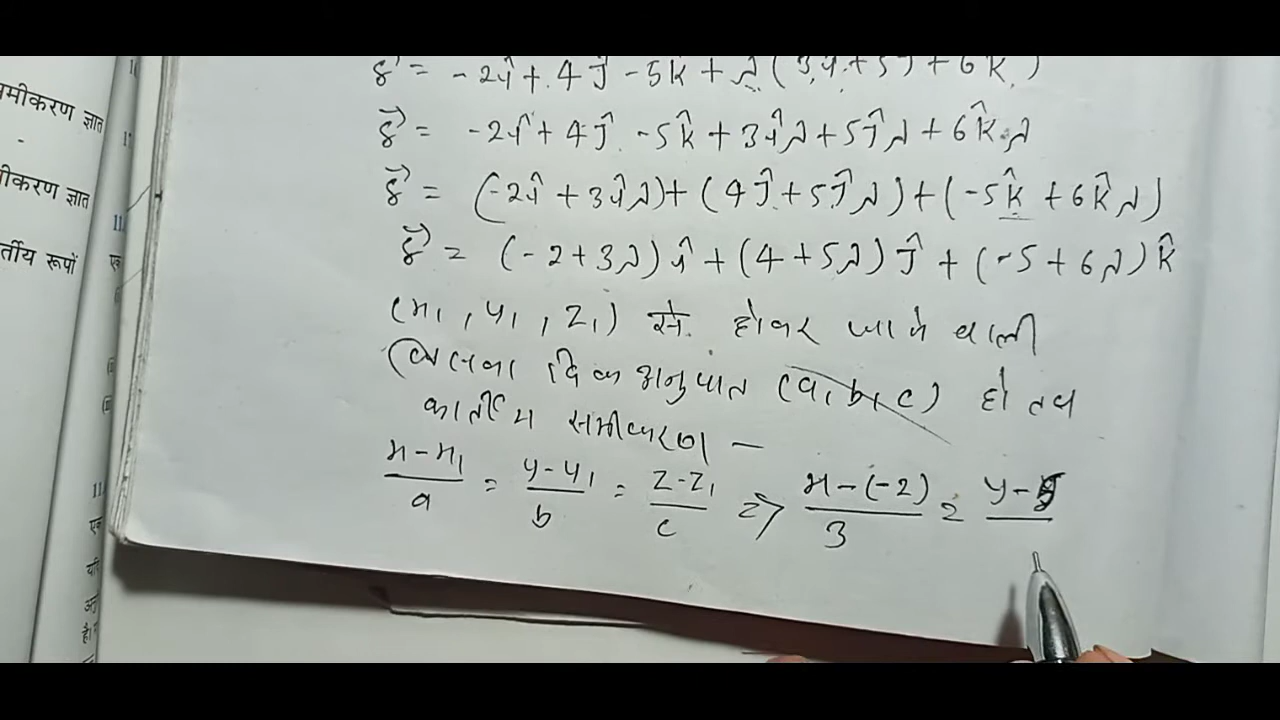 समीकरण ज्ञात
करण ज्ञात
र्तीय रूपों
r⃗ = -2î + 4ĵ - 5k̂ + λ(3î + 5ĵ + 6k̂)
r⃗ = -2î + 4ĵ - 5k̂ + 3îλ + 5ĵλ + 6k̂λ
r⃗ = (-2î + 3îλ) + (4ĵ + 5ĵλ) + (-5k̂ + 6k̂λ)
r⃗ = (-2 + 3λ)î + (4 + 5λ)ĵ + (-5 + 6λ)k̂
(x₁, y₁, z₁) से होकर जाने वाली
जिसका दिक अनुपात (a, b, c) हो तब
कार्तीय समीकरण —
x-x₁/a = y-y₁/b = z-z₁/c ⇒ x-(-2)/3 = y-